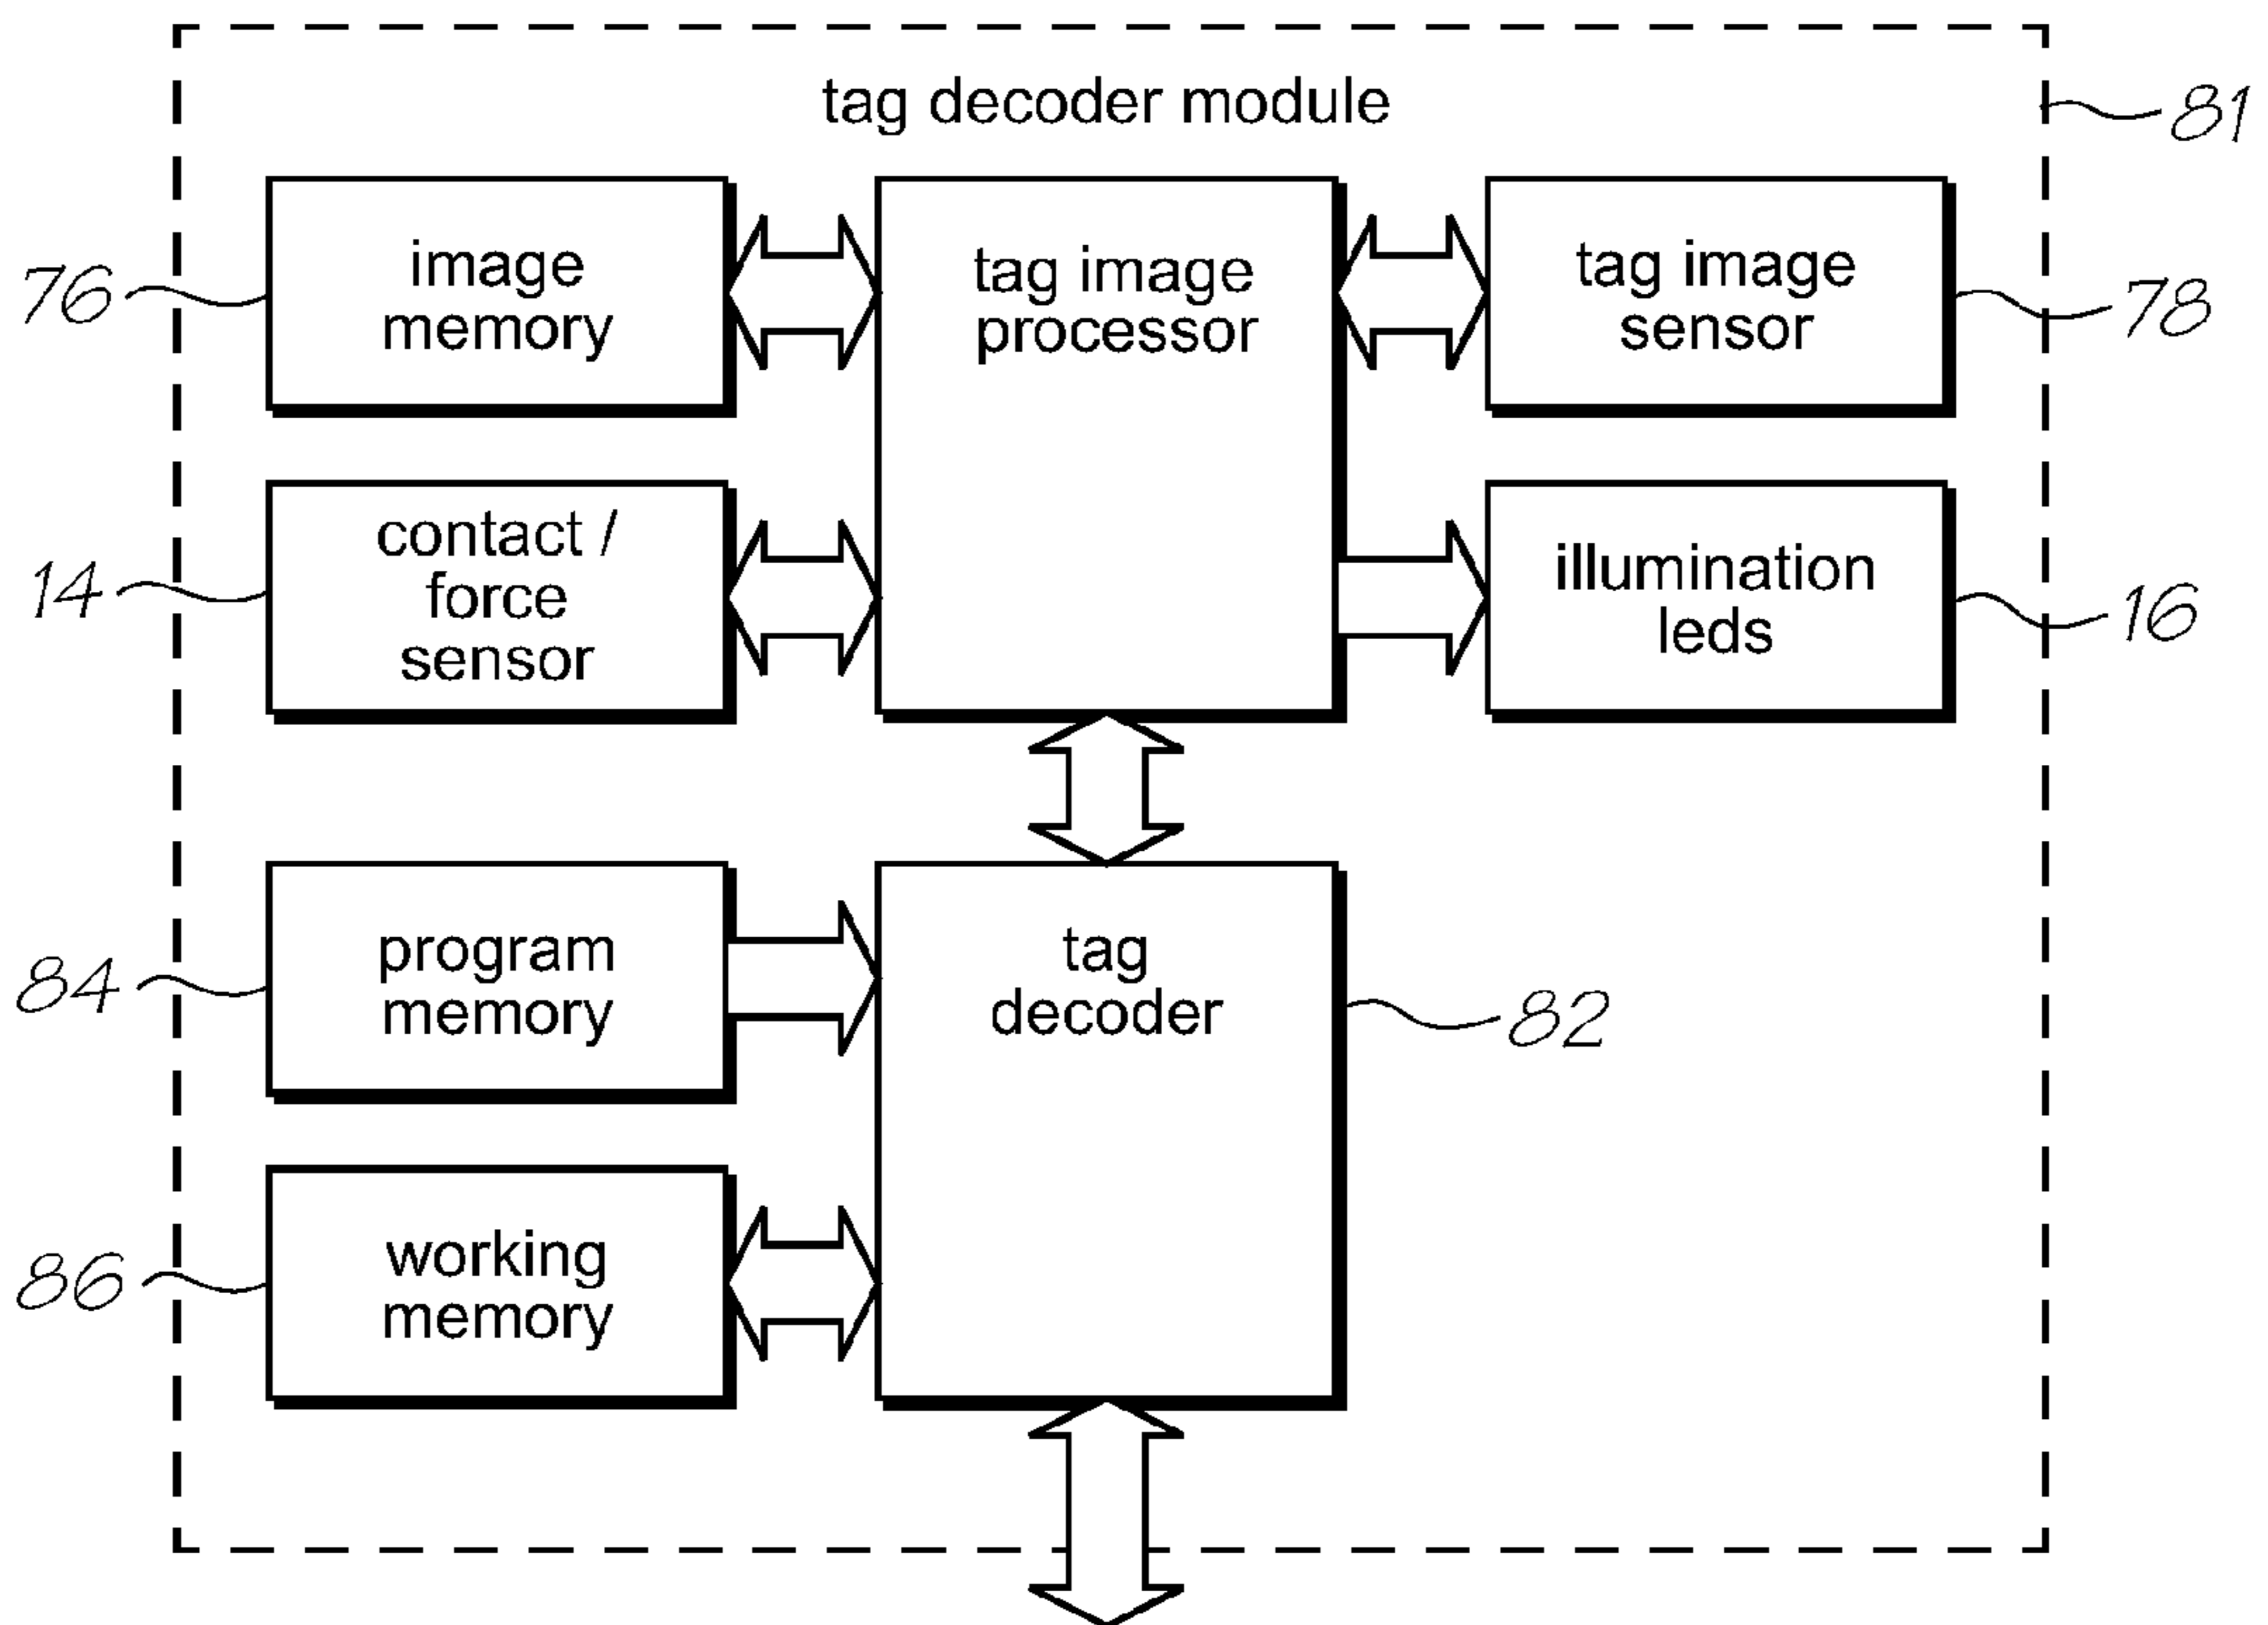 tag decoder module
81
image
memory
76
tag image
processor
tag image
sensor
78
contact /
force
sensor
14
illumination
leds
16
program
memory
84
tag
decoder
82
working
memory
86